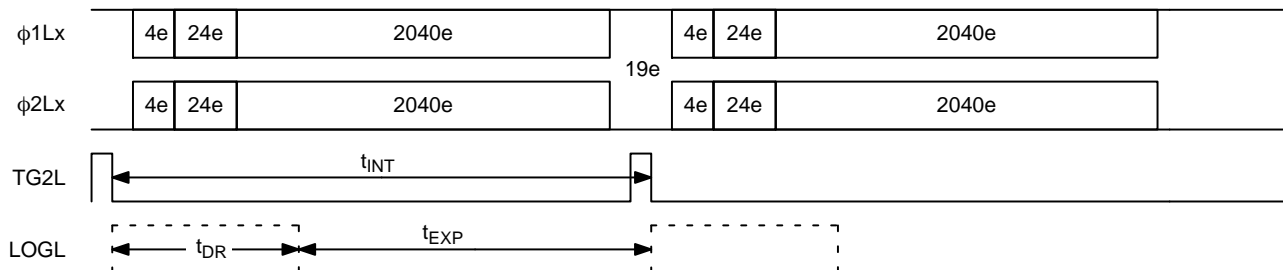 ϕ1Lx 4e 24e 2040e 4e 24e 2040e
19e
ϕ2Lx 4e 24e 2040e 4e 24e 2040e
TG2L tINT
LOGL tDR tEXP